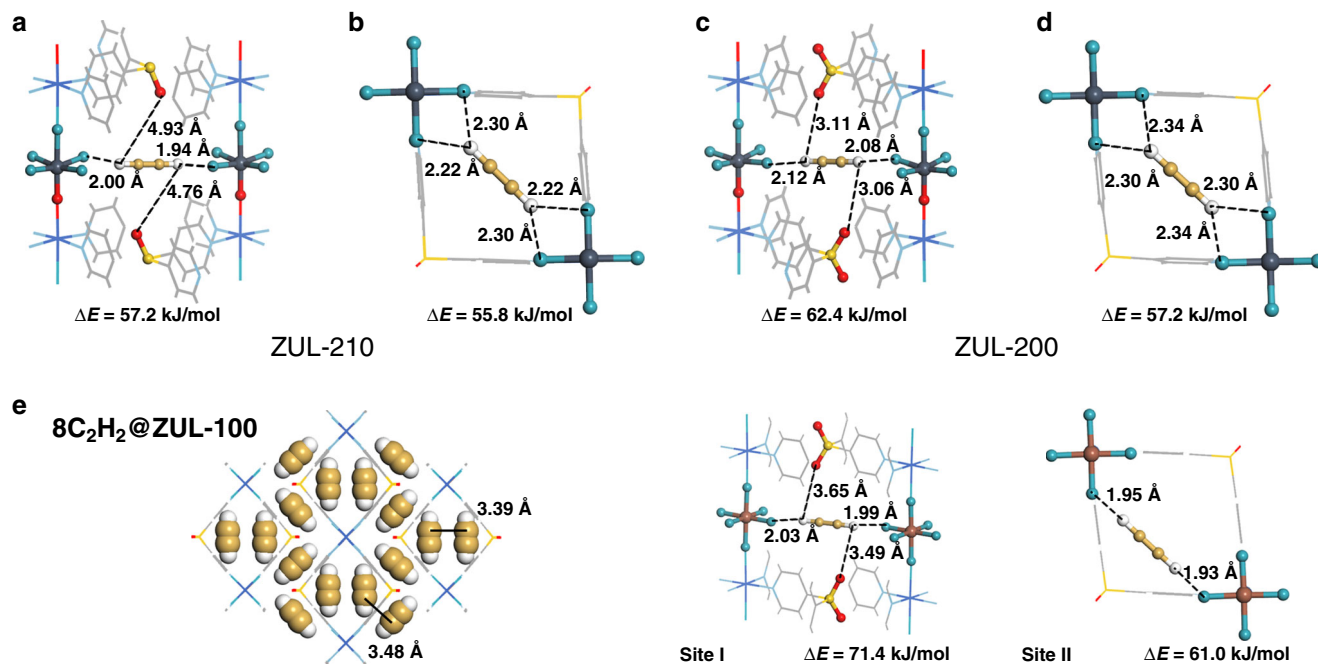 a
4.93 Å
1.94 Å
2.00 Å
4.76 Å
ΔE = 57.2 kJ/mol
b
2.30 Å
2.22 Å
2.22 Å
2.30 Å
ΔE = 55.8 kJ/mol
ZUL-210
c
3.11 Å
2.08 Å
2.12 Å
3.06 Å
ΔE = 62.4 kJ/mol
d
2.34 Å
2.30 Å
2.30 Å
2.34 Å
ΔE = 57.2 kJ/mol
ZUL-200
e
8C₂H₂@ZUL-100
3.39 Å
3.48 Å
3.65 Å
1.99 Å
2.03 Å
3.49 Å
Site I ΔE = 71.4 kJ/mol
1.95 Å
1.93 Å
Site II ΔE = 61.0 kJ/mol